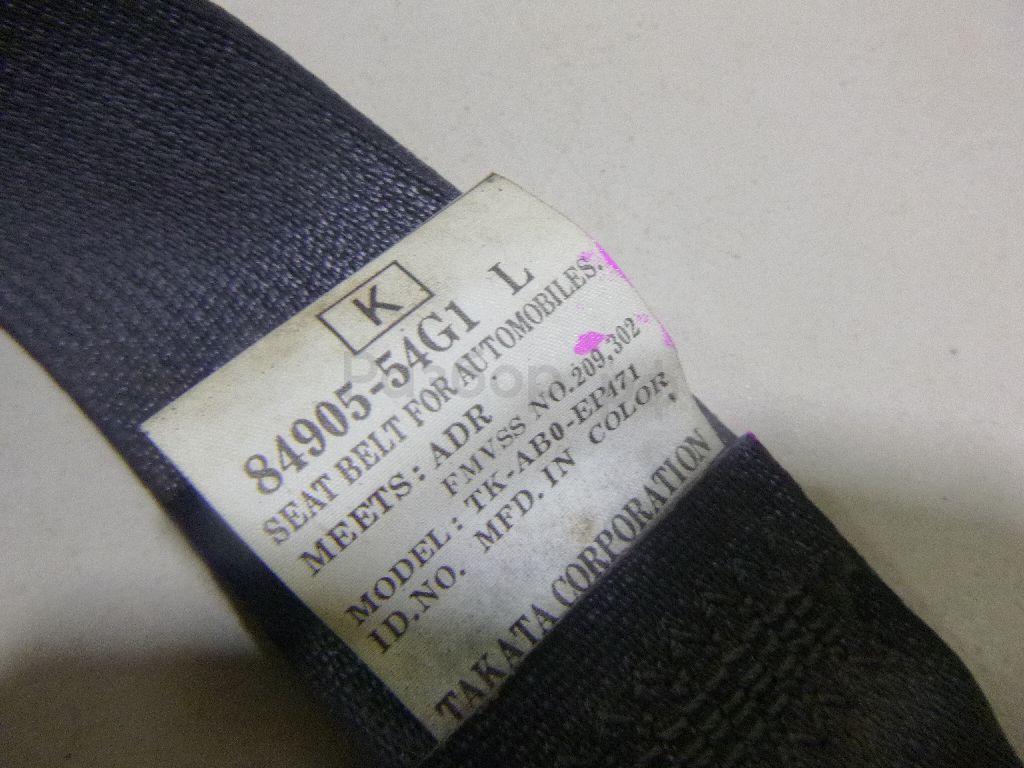 K
84905-54G1 L
SEAT BELT FOR AUTOMOBILES.
MEETS: ADR
FMVSS NO.209,302
MODEL: TK-AB0-EP471
ID.NO. MFD. IN COLOR
TAKATA CORPORATION